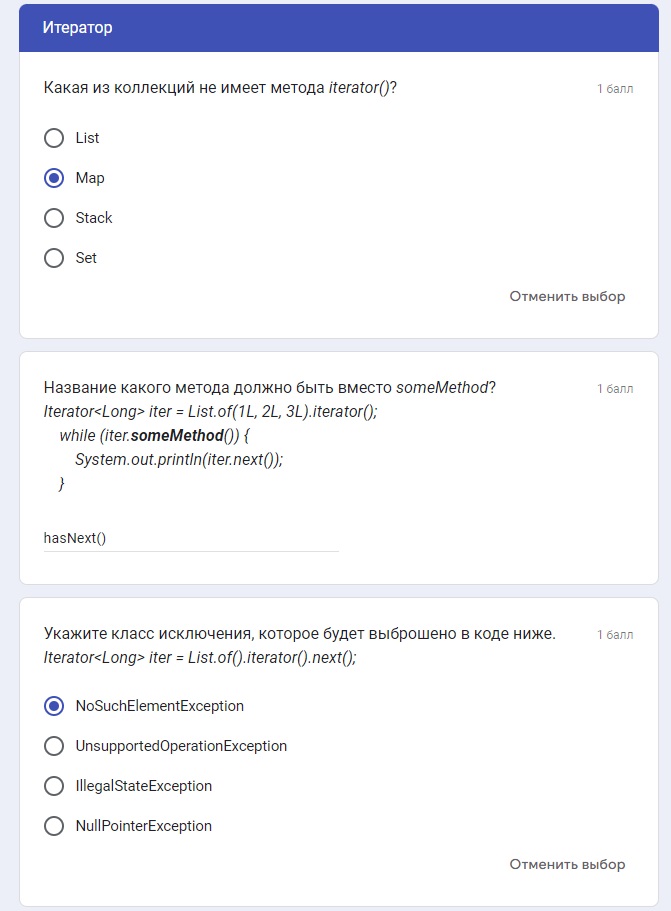 Итератор
Какая из коллекций не имеет метода iterator()?
1 балл
List
Map
Stack
Set
Отменить выбор
Название какого метода должно быть вместо someMethod?
1 балл
Iterator<Long> iter = List.of(1L, 2L, 3L).iterator();
while (iter.someMethod()) {
System.out.println(iter.next());
}
hasNext()
Укажите класс исключения, которое будет выброшено в коде ниже.
1 балл
Iterator<Long> iter = List.of().iterator().next();
NoSuchElementException
UnsupportedOperationException
IllegalStateException
NullPointerException
Отменить выбор